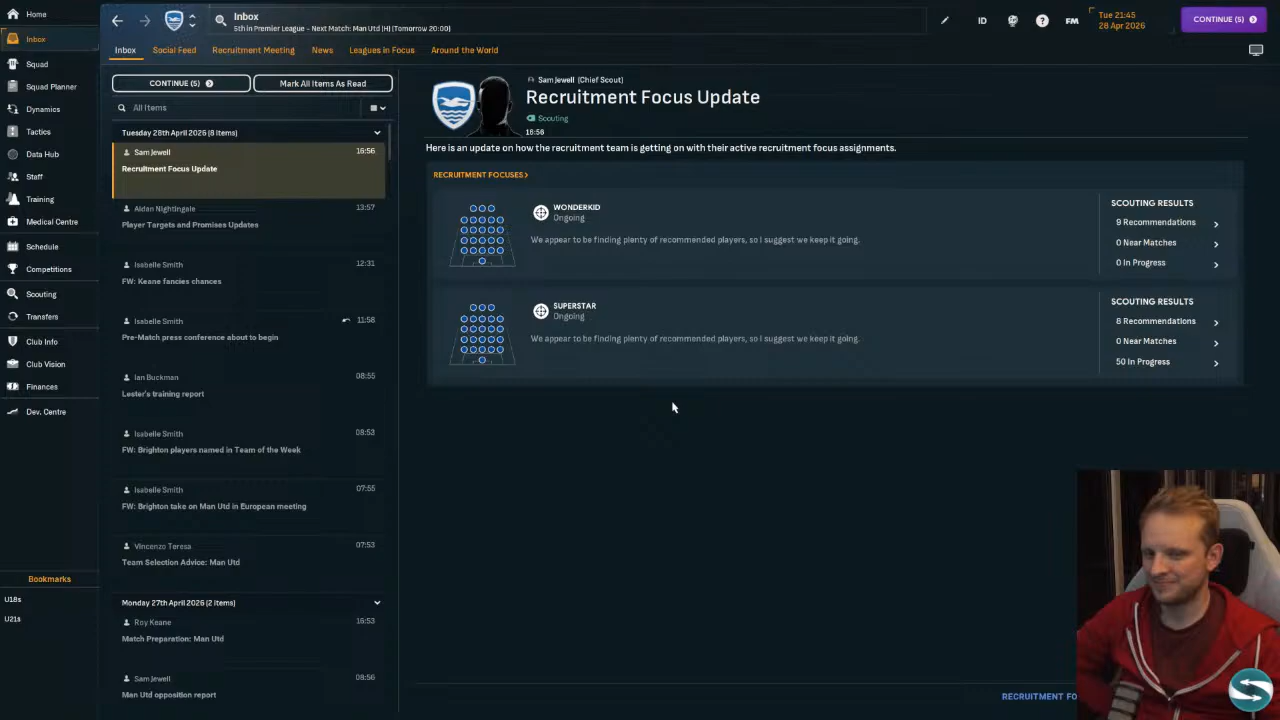 Home
Inbox
Squad
Squad Planner
Dynamics
Tactics
Data Hub
Staff
Training
Medical Centre
Schedule
Competitions
Scouting
Transfers
Club Info
Club Vision
Finances
Dev. Centre
Bookmarks
U18s
U21s
Inbox
5th in Premier League - Next Match: Man Utd (H) (Tomorrow 20:00)
ID
FM
Tue 21:45
28 Apr 2026
CONTINUE (5)
Inbox
Social Feed
Recruitment Meeting
News
Leagues in Focus
Around the World
CONTINUE (5)
Mark All Items As Read
All Items
Tuesday 28th April 2026 (8 Items)
Sam Jewell 16:56
Recruitment Focus Update
Aidan Nightingale 13:57
Player Targets and Promises Updates
Isabelle Smith 12:31
FW: Keane fancies chances
Isabelle Smith 11:58
Pre-Match press conference about to begin
Ian Buckman 08:55
Lester's training report
Isabelle Smith 08:53
FW: Brighton players named in Team of the Week
Isabelle Smith 07:55
FW: Brighton take on Man Utd in European meeting
Vincenzo Teresa 07:53
Team Selection Advice: Man Utd
Monday 27th April 2026 (2 Items)
Roy Keane 16:53
Match Preparation: Man Utd
Sam Jewell 08:56
Man Utd opposition report
Sam Jewell (Chief Scout)
Recruitment Focus Update
Scouting
16:56
Here is an update on how the recruitment team is getting on with their active recruitment focus assignments.
RECRUITMENT FOCUSES >
WONDERKID
Ongoing
We appear to be finding plenty of recommended players, so I suggest we keep it going.
SCOUTING RESULTS
9 Recommendations
0 Near Matches
0 In Progress
SUPERSTAR
Ongoing
We appear to be finding plenty of recommended players, so I suggest we keep it going.
SCOUTING RESULTS
8 Recommendations
0 Near Matches
50 In Progress
RECRUITMENT FO